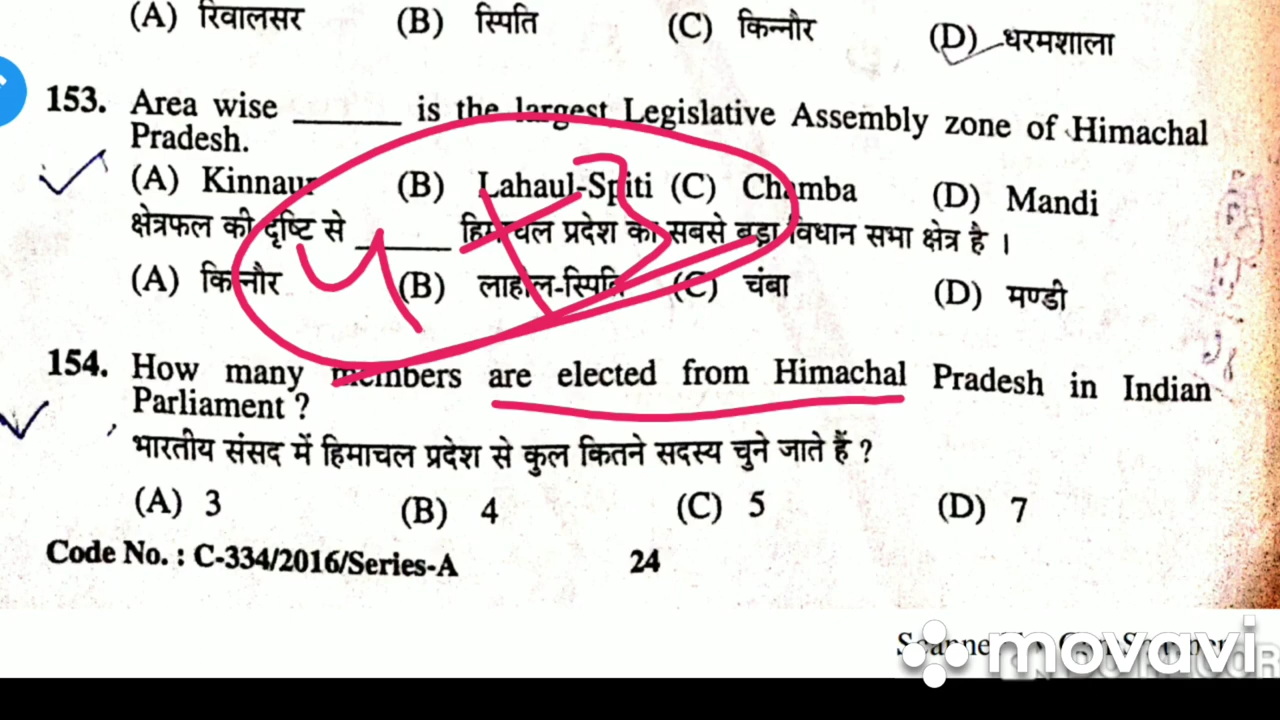 (A) रिवालसर (B) स्पिति (C) किन्नौर (D) धरमशाला
153. Area wise ______ is the largest Legislative Assembly zone of Himachal
Pradesh.
(A) Kinnaur (B) Lahaul-Spiti (C) Chamba (D) Mandi
क्षेत्रफल की दृष्टि से ______ हिमाचल प्रदेश का सबसे बड़ा विधान सभा क्षेत्र है ।
(A) किन्नौर (B) लाहौल-स्पिति (C) चंबा (D) मण्डी
4+3
154. How many members are elected from Himachal Pradesh in Indian
Parliament ?
भारतीय संसद में हिमाचल प्रदेश से कुल कितने सदस्य चुने जाते हैं ?
(A) 3 (B) 4 (C) 5 (D) 7
Code No. : C-334/2016/Series-A 24
movavi